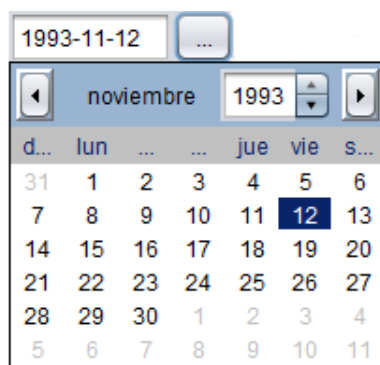 1993-11-12 ...
noviembre 1993
d... lun ... ... jue vie s...
31 1 2 3 4 5 6
7 8 9 10 11 12 13
14 15 16 17 18 19 20
21 22 23 24 25 26 27
28 29 30 1 2 3 4
5 6 7 8 9 10 11